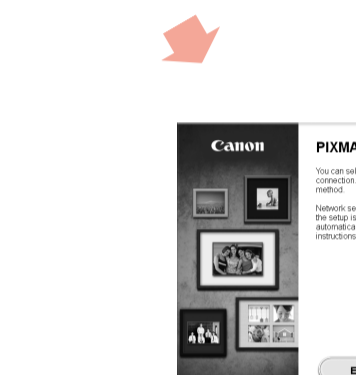 Canon
PIXMA
You can sel
connection.
method.
Network se
the setup is
automatica
instructions